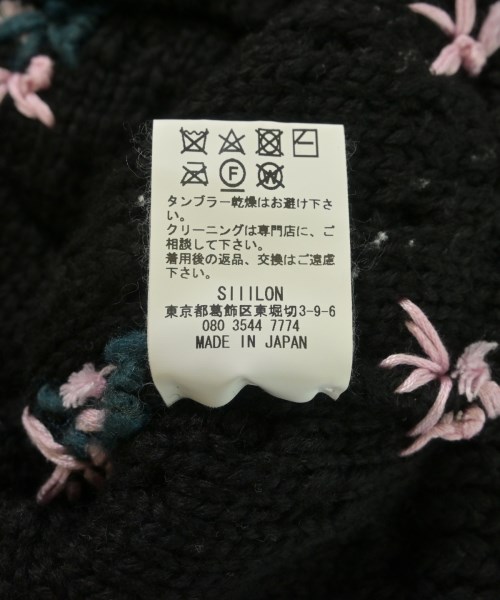 F W
タンブラー乾燥はお避け下さ
い。
クリーニングは専門店に、ご
相談して下さい。
着用後の返品、交換はご遠慮
下さい。
SIIILON
東京都葛飾区東堀切3-9-6
080 3544 7774
MADE IN JAPAN